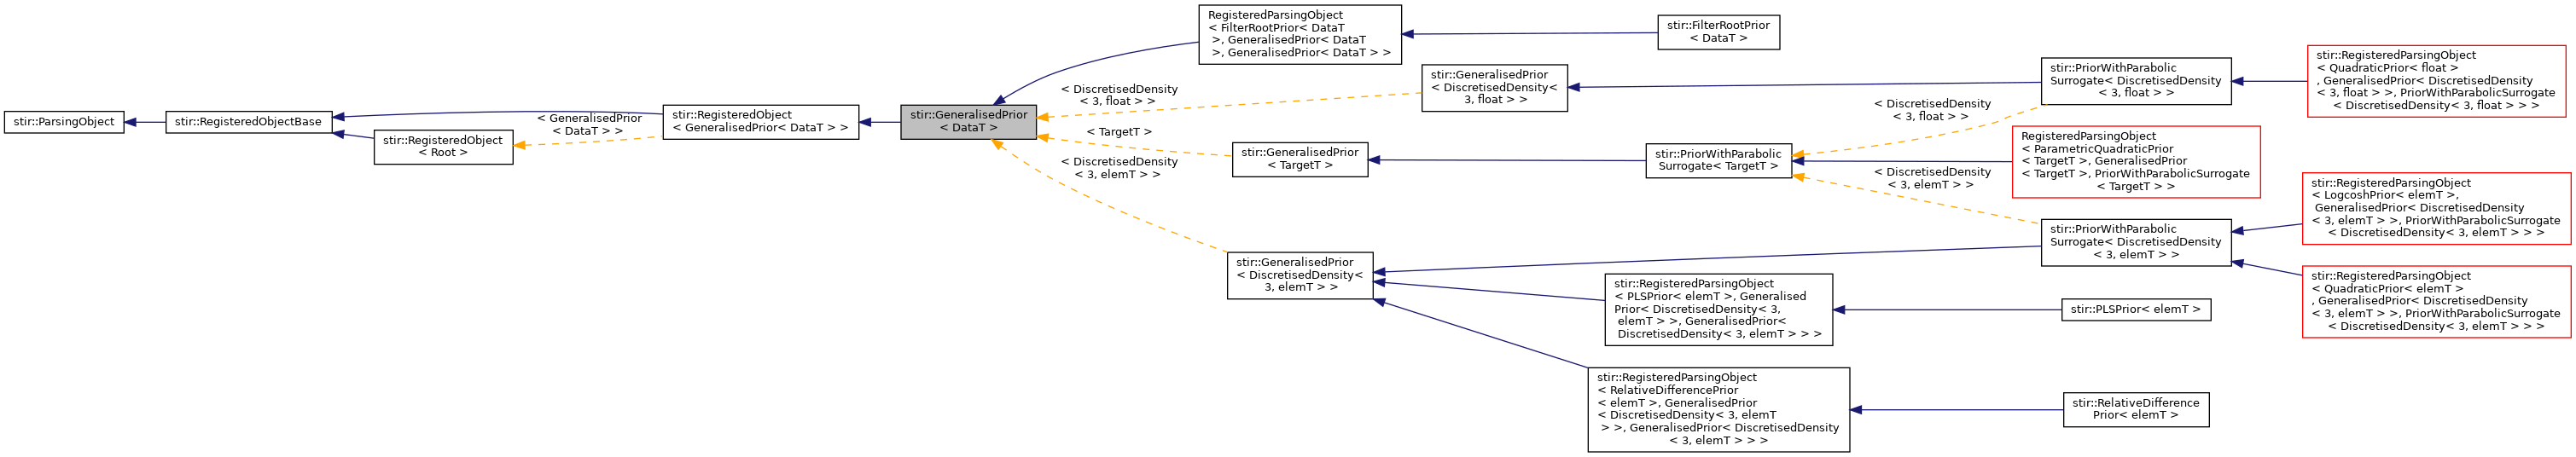 stir::ParsingObject
stir::RegisteredObjectBase
stir::RegisteredObject
< Root >
< GeneralisedPrior
< DataT > >
stir::RegisteredObject
< GeneralisedPrior< DataT > >
stir::GeneralisedPrior
< DataT >
< DiscretisedDensity
< 3, float > >
< TargetT >
< DiscretisedDensity
< 3, elemT > >
RegisteredParsingObject
< FilterRootPrior< DataT
>, GeneralisedPrior< DataT
>, GeneralisedPrior< DataT > >
stir::FilterRootPrior
< DataT >
stir::GeneralisedPrior
< DiscretisedDensity<
3, float > >
stir::GeneralisedPrior
< TargetT >
stir::GeneralisedPrior
< DiscretisedDensity<
3, elemT > >
stir::PriorWithParabolic
Surrogate< TargetT >
stir::RegisteredParsingObject
< PLSPrior< elemT >, Generalised
Prior< DiscretisedDensity< 3,
elemT > >, GeneralisedPrior<
DiscretisedDensity< 3, elemT > > >
stir::RegisteredParsingObject
< RelativeDifferencePrior
< elemT >, GeneralisedPrior
< DiscretisedDensity< 3, elemT
> >, GeneralisedPrior< DiscretisedDensity
< 3, elemT > > >
< DiscretisedDensity
< 3, float > >
< DiscretisedDensity
< 3, elemT > >
stir::PriorWithParabolic
Surrogate< DiscretisedDensity
< 3, float > >
RegisteredParsingObject
< ParametricQuadraticPrior
< TargetT >, GeneralisedPrior
< TargetT >, PriorWithParabolicSurrogate
< TargetT > >
stir::PriorWithParabolic
Surrogate< DiscretisedDensity
< 3, elemT > >
stir::PLSPrior< elemT >
stir::RelativeDifference
Prior< elemT >
stir::RegisteredParsingObject
< QuadraticPrior< float >
, GeneralisedPrior< DiscretisedDensity
< 3, float > >, PriorWithParabolicSurrogate
< DiscretisedDensity< 3, float > > >
stir::RegisteredParsingObject
< LogcoshPrior< elemT >,
GeneralisedPrior< DiscretisedDensity
< 3, elemT > >, PriorWithParabolicSurrogate
< DiscretisedDensity< 3, elemT > > >
stir::RegisteredParsingObject
< QuadraticPrior< elemT >
, GeneralisedPrior< DiscretisedDensity
< 3, elemT > >, PriorWithParabolicSurrogate
< DiscretisedDensity< 3, elemT > > >